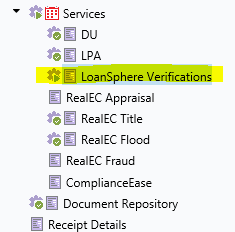 Services
DU
LPA
LoanSphere Verifications
RealEC Appraisal
RealEC Title
RealEC Flood
RealEC Fraud
ComplianceEase
Document Repository
Receipt Details